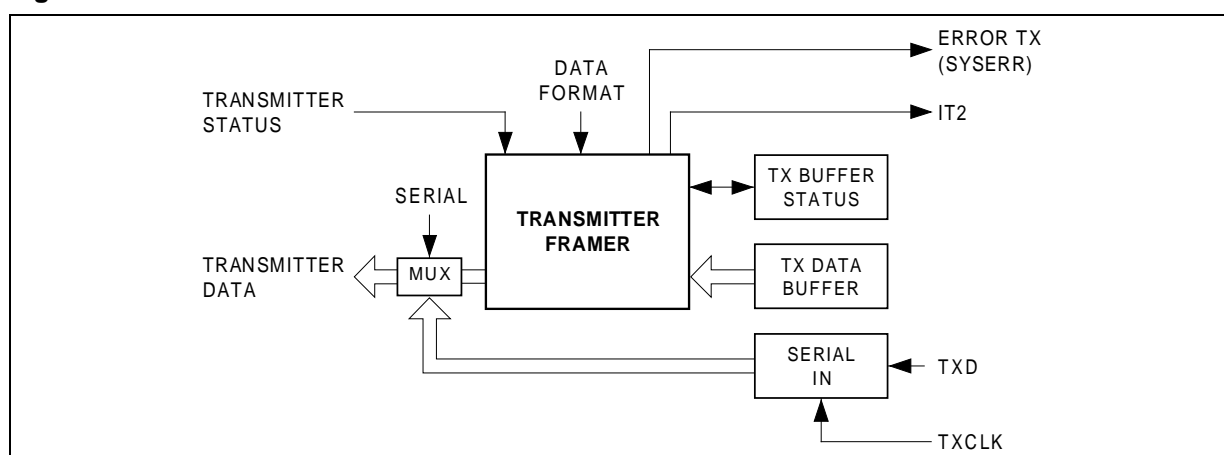 ERROR TX
(SYSERR)
DATA
FORMAT
TRANSMITTER
STATUS
IT2
TX BUFFER
STATUS
SERIAL
TRANSMITTER
FRAMER
TRANSMITTER
DATA
MUX
TX DATA
BUFFER
SERIAL
IN
TXD
TXCLK